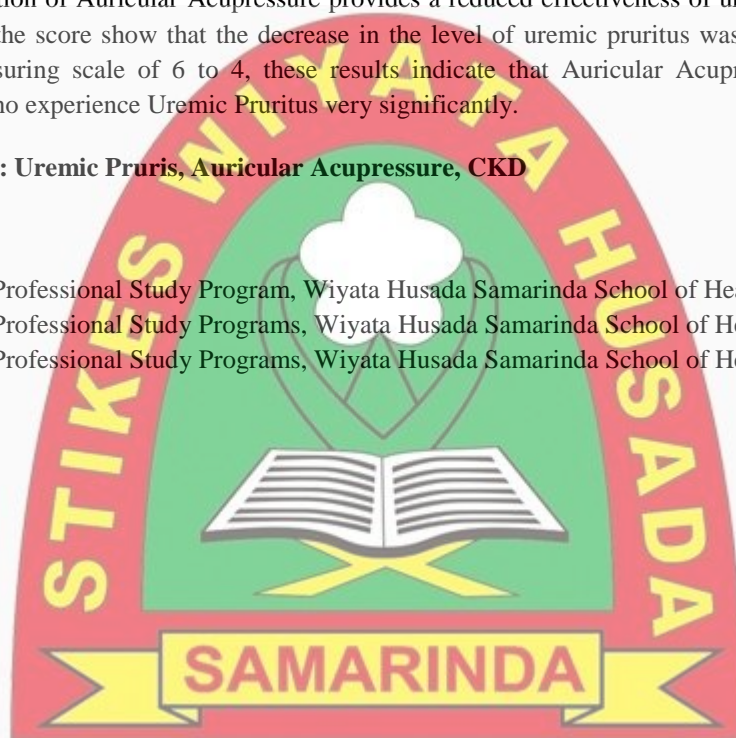 tion of Auricular Acupressure provides a reduced effectiveness of u
the score show that the decrease in the level of uremic pruritus was
suring scale of 6 to 4, these results indicate that Auricular Acupr
no experience Uremic Pruritus very significantly.
: Uremic Pruris, Auricular Acupressure, CKD
Professional Study Program, Wiyata Husada Samarinda School of Hea
Professional Study Programs, Wiyata Husada Samarinda School of He
Professional Study Programs, Wiyata Husada Samarinda School of He
STIKES WIYATA HUSADA
SAMARINDA